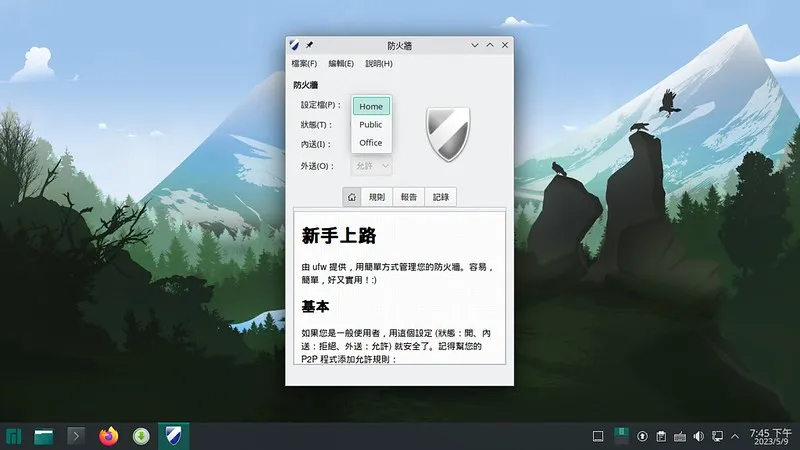 防火牆
檔案(F) 編輯(E) 說明(H)
防火牆
設定檔(P)：
Home
狀態(T)：
Public
內送(I)：
Office
外送(O)：
允許
規則 報告 記錄
新手上路
由 ufw 提供，用簡單方式管理您的防火牆。容易，
簡單，好又實用！:)
基本
如果您是一般使用者，用這個設定 (狀態：開、內
送：拒絕、外送：允許) 就安全了。記得幫您的
P2P 程式添加允許規則：
7:45 下午
2023/5/9